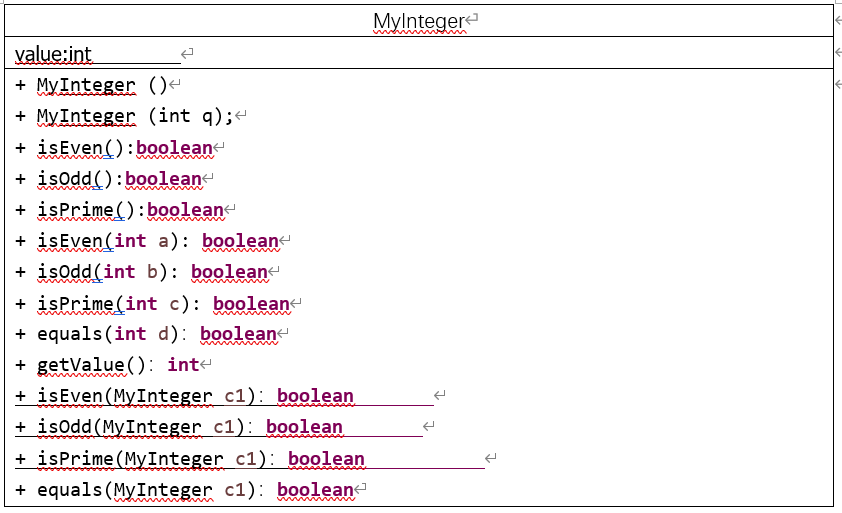 MyInteger
value:int
+ MyInteger ()
+ MyInteger (int q);
+ isEven():boolean
+ isOdd():boolean
+ isPrime():boolean
+ isEven(int a): boolean
+ isOdd(int b): boolean
+ isPrime(int c): boolean
+ equals(int d): boolean
+ getValue(): int
+ isEven(MyInteger c1): boolean
+ isOdd(MyInteger c1): boolean
+ isPrime(MyInteger c1): boolean
+ equals(MyInteger c1): boolean